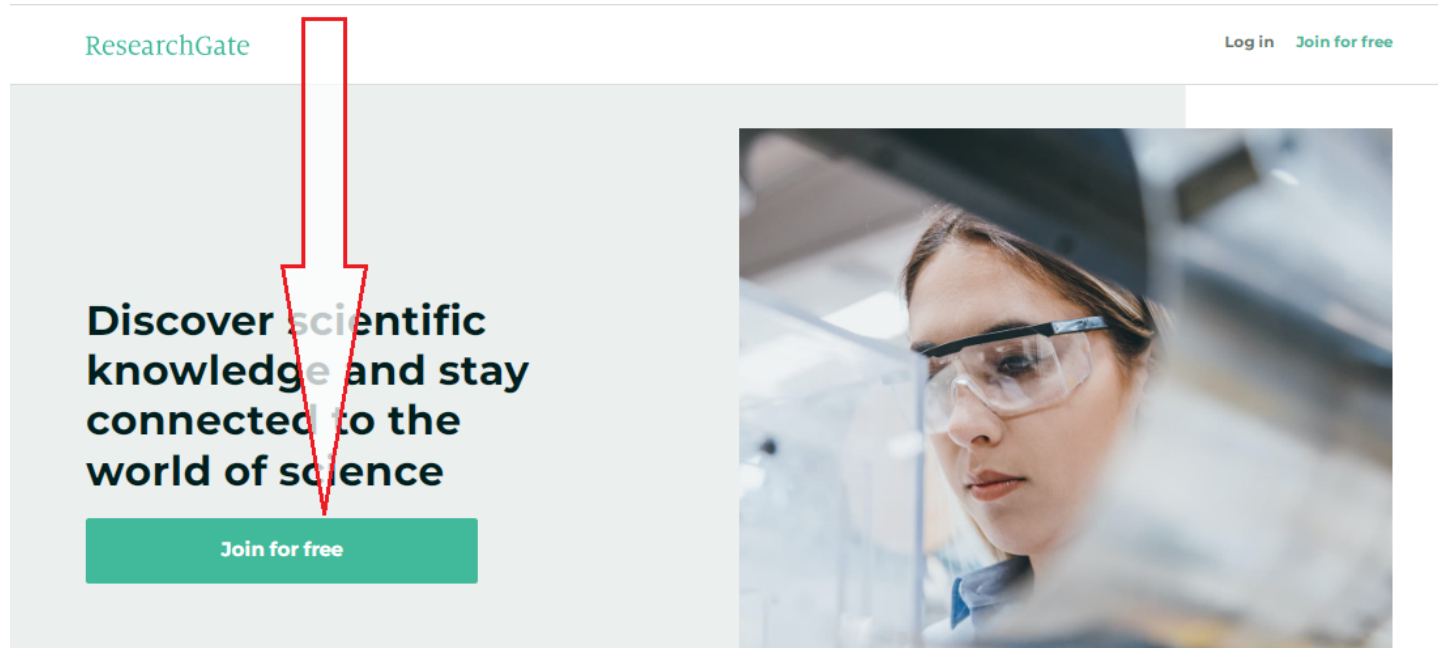 ResearchGate
Log in Join for free
Discover scientific
knowledge and stay
connected to the
world of science
Join for free